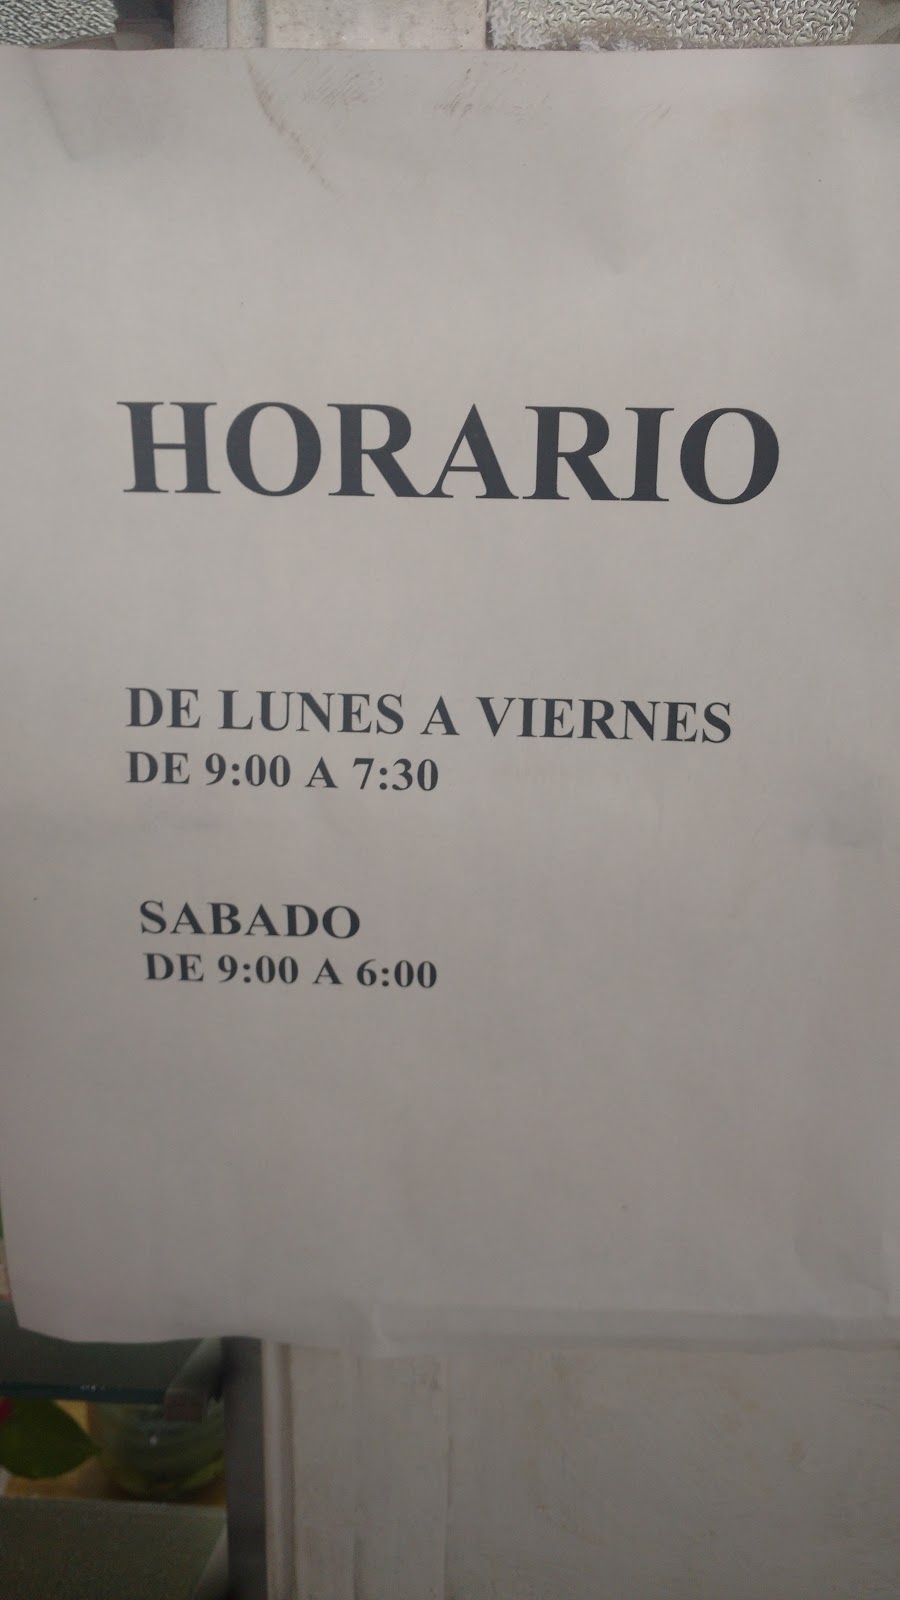 HORARIO
DE LUNES A VIERNES
DE 9:00 A 7:30
SABADO
DE 9:00 A 6:00